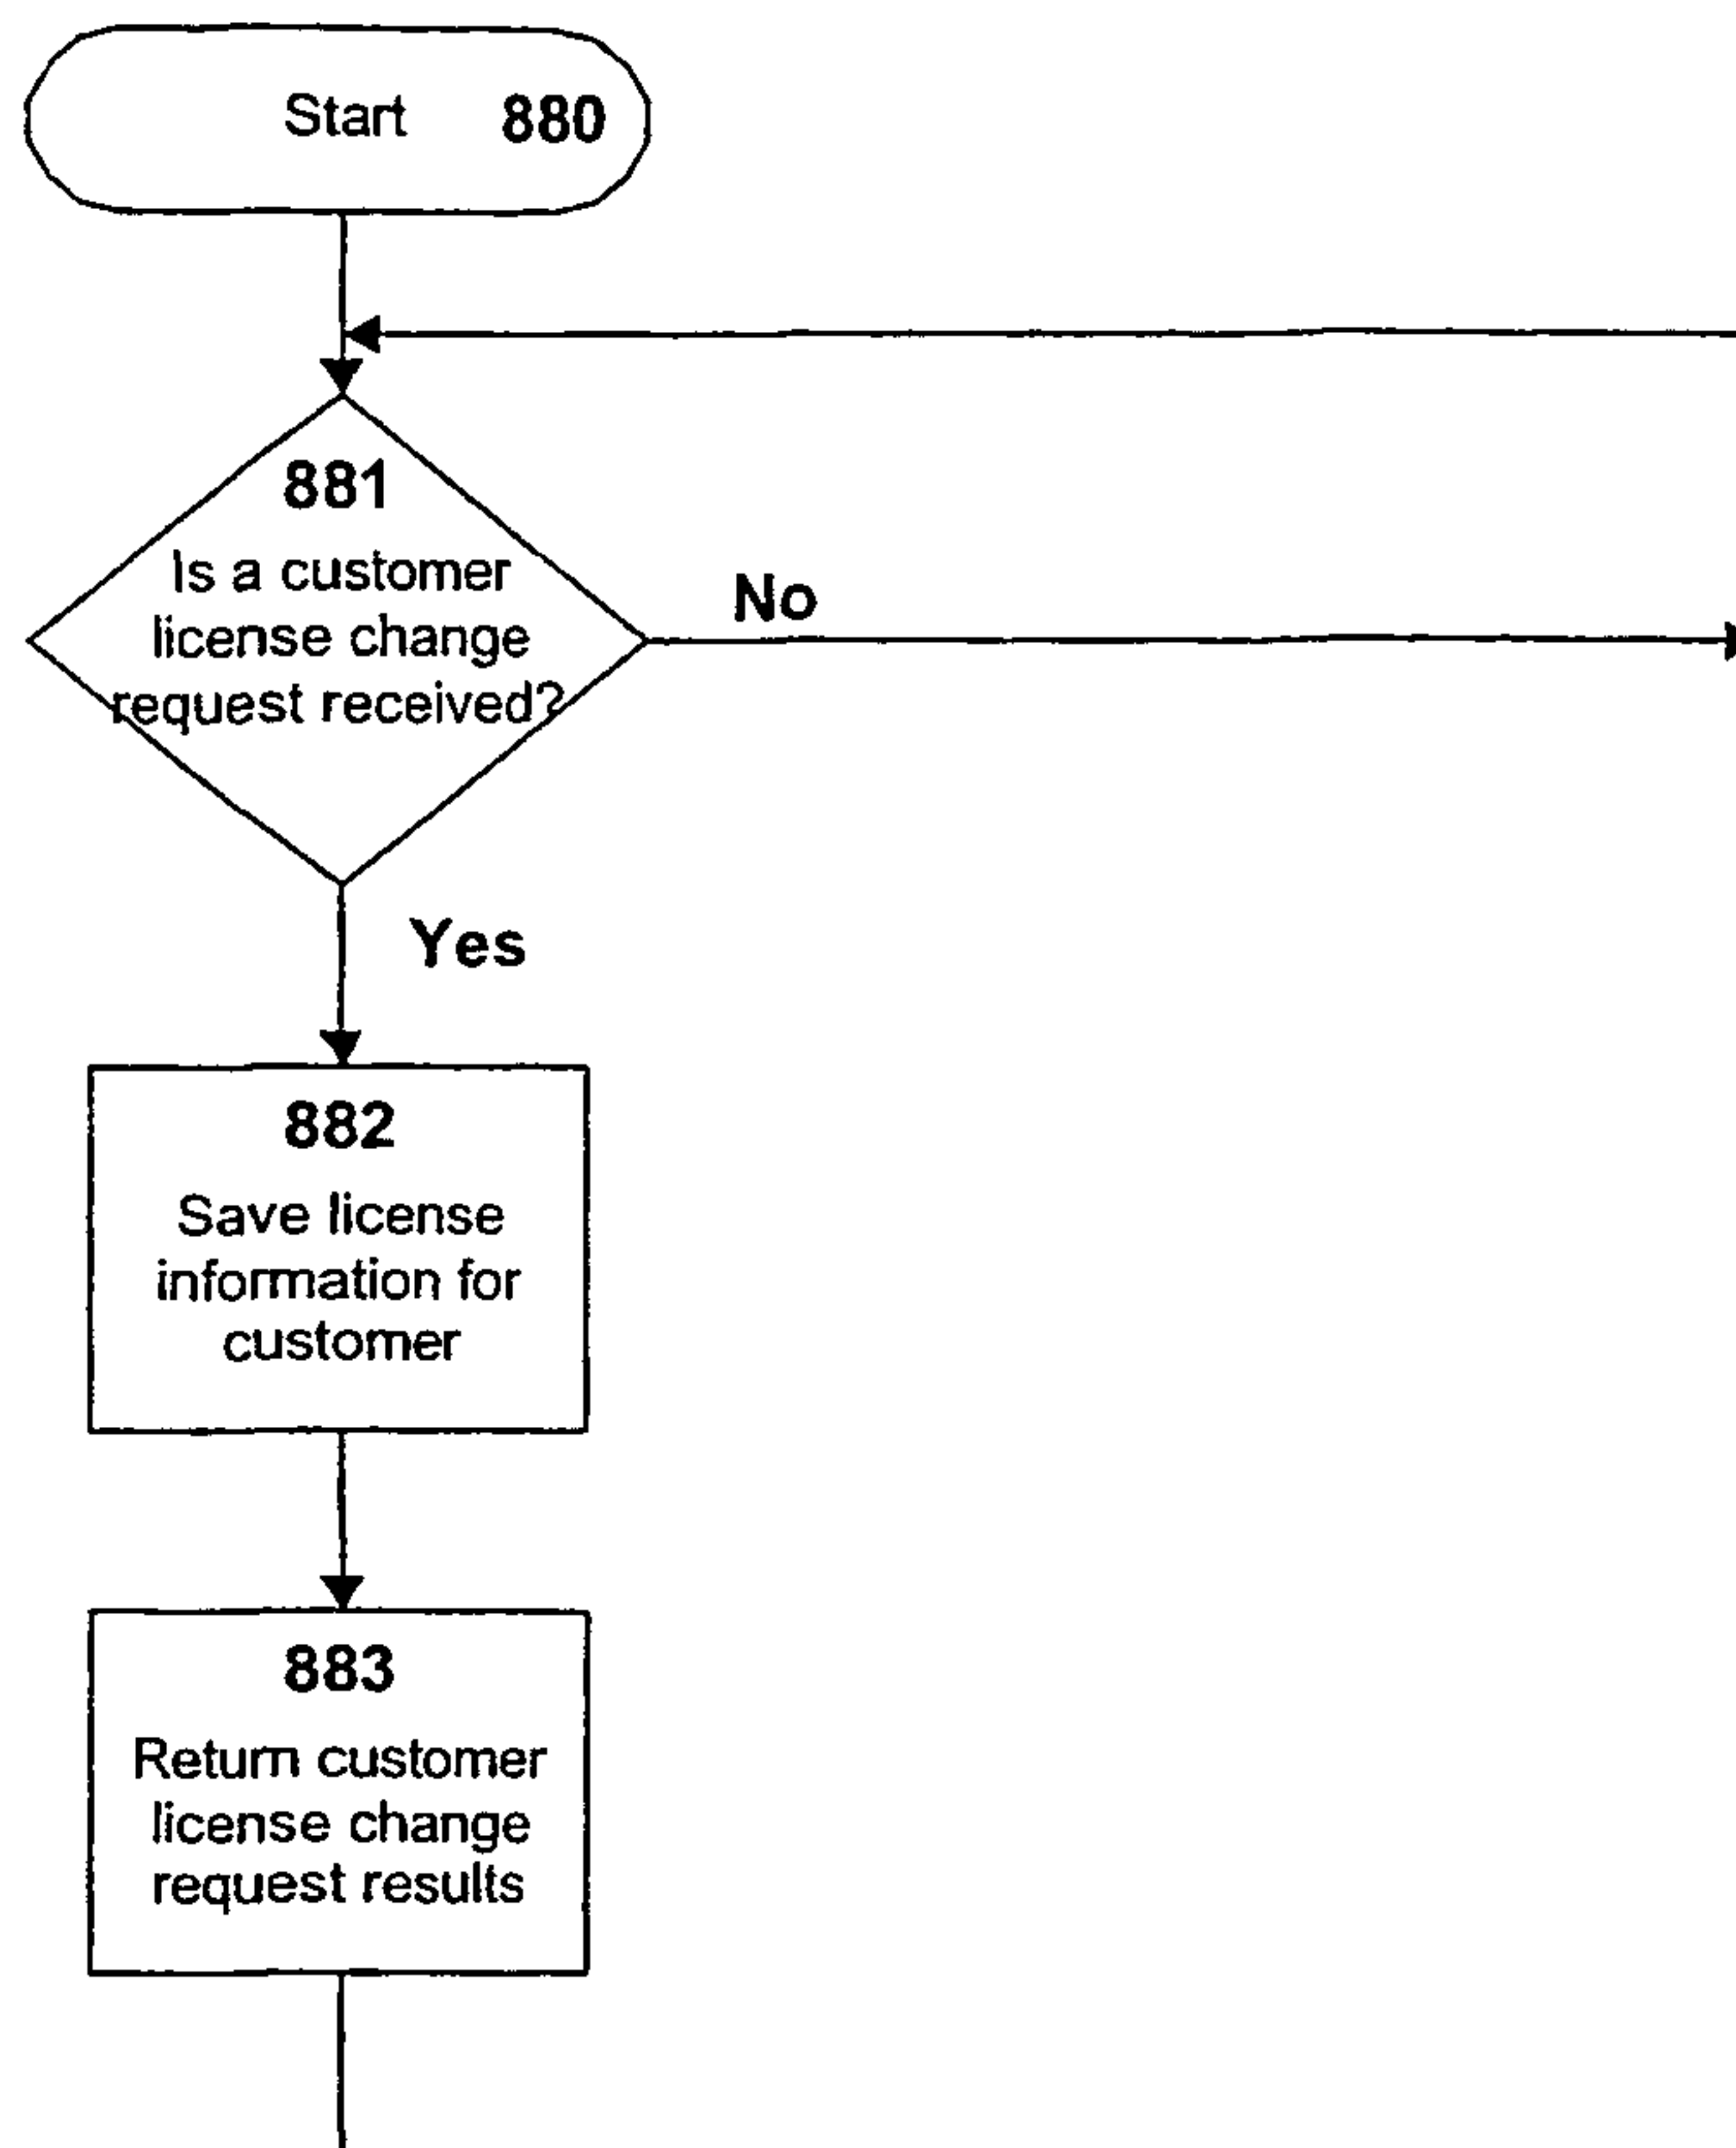 Start 880
881
Is a customer
license change
request received?
No
Yes
882
Save license
information for
customer
883
Return customer
license change
request results